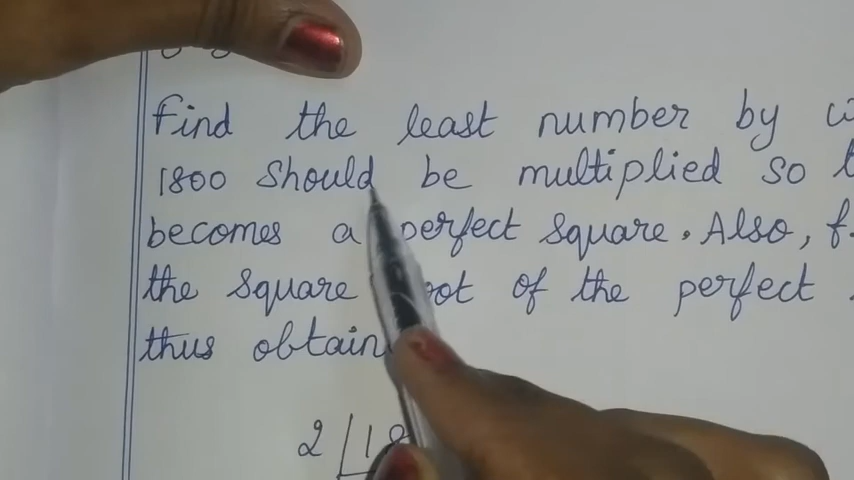 Find the least number by
1800 should be multiplied so
becomes a perfect square. Also,
the square of the perfect
thus obtain
2 18